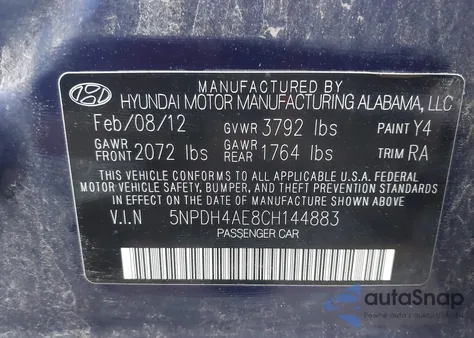 MANUFACTURED BY
HYUNDAI MOTOR MANUFACTURING ALABAMA, LLC
Feb/08/12 GVWR 3792 lbs PAINT Y4
GAWR FRONT 2072 lbs GAWR REAR 1764 lbs TRIM RA
THIS VEHICLE CONFORMS TO ALL APPLICABLE U.S.A. FEDERAL
MOTOR VEHICLE SAFETY, BUMPER, AND THEFT PREVENTION STANDARDS
IN EFFECT ON THE DATE OF MANUFACTURE SHOWN ABOVE.
V.I.N 5NPDH4AE8CH144883
PASSENGER CAR
autoSnap